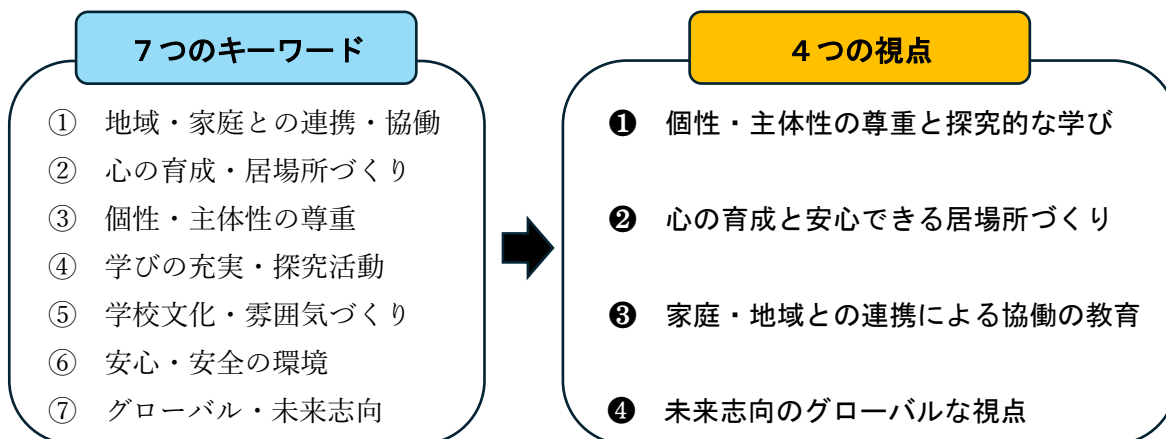 7つのキーワード
① 地域・家庭との連携・協働
② 心の育成・居場所づくり
③ 個性・主体性の尊重
④ 学びの充実・探究活動
⑤ 学校文化・雰囲気づくり
⑥ 安心・安全の環境
⑦ グローバル・未来志向
4つの視点
❶ 個性・主体性の尊重と探究的な学び
❷ 心の育成と安心できる居場所づくり
❸ 家庭・地域との連携による協働の教育
❹ 未来志向のグローバルな視点